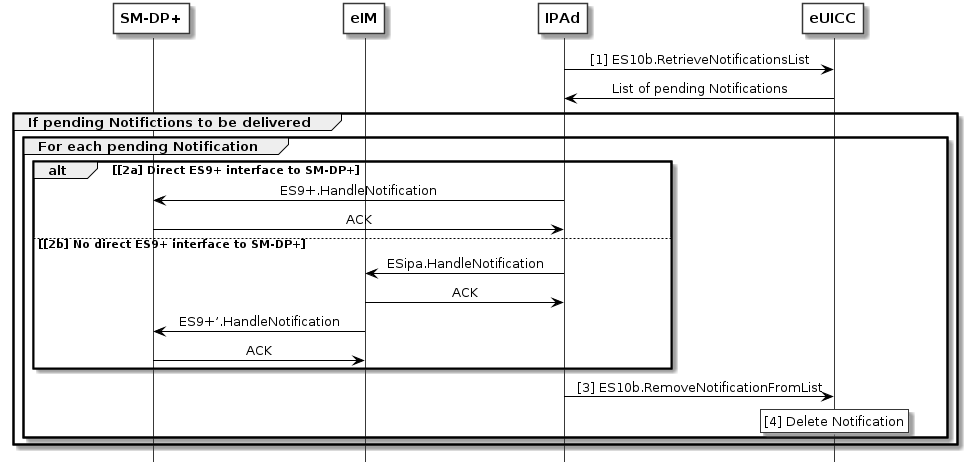 SM-DP+ eIM IPAd eUICC
[1] ES10b.RetrieveNotificationsList
List of pending Notifications
If pending Notifictions to be delivered
For each pending Notification
alt [[2a] Direct ES9+ interface to SM-DP+]
ES9+.HandleNotification
ACK
[[2b] No direct ES9+ interface to SM-DP+]
ESipa.HandleNotification
ACK
ES9+’.HandleNotification
ACK
[3] ES10b.RemoveNotificationFromList
[4] Delete Notification